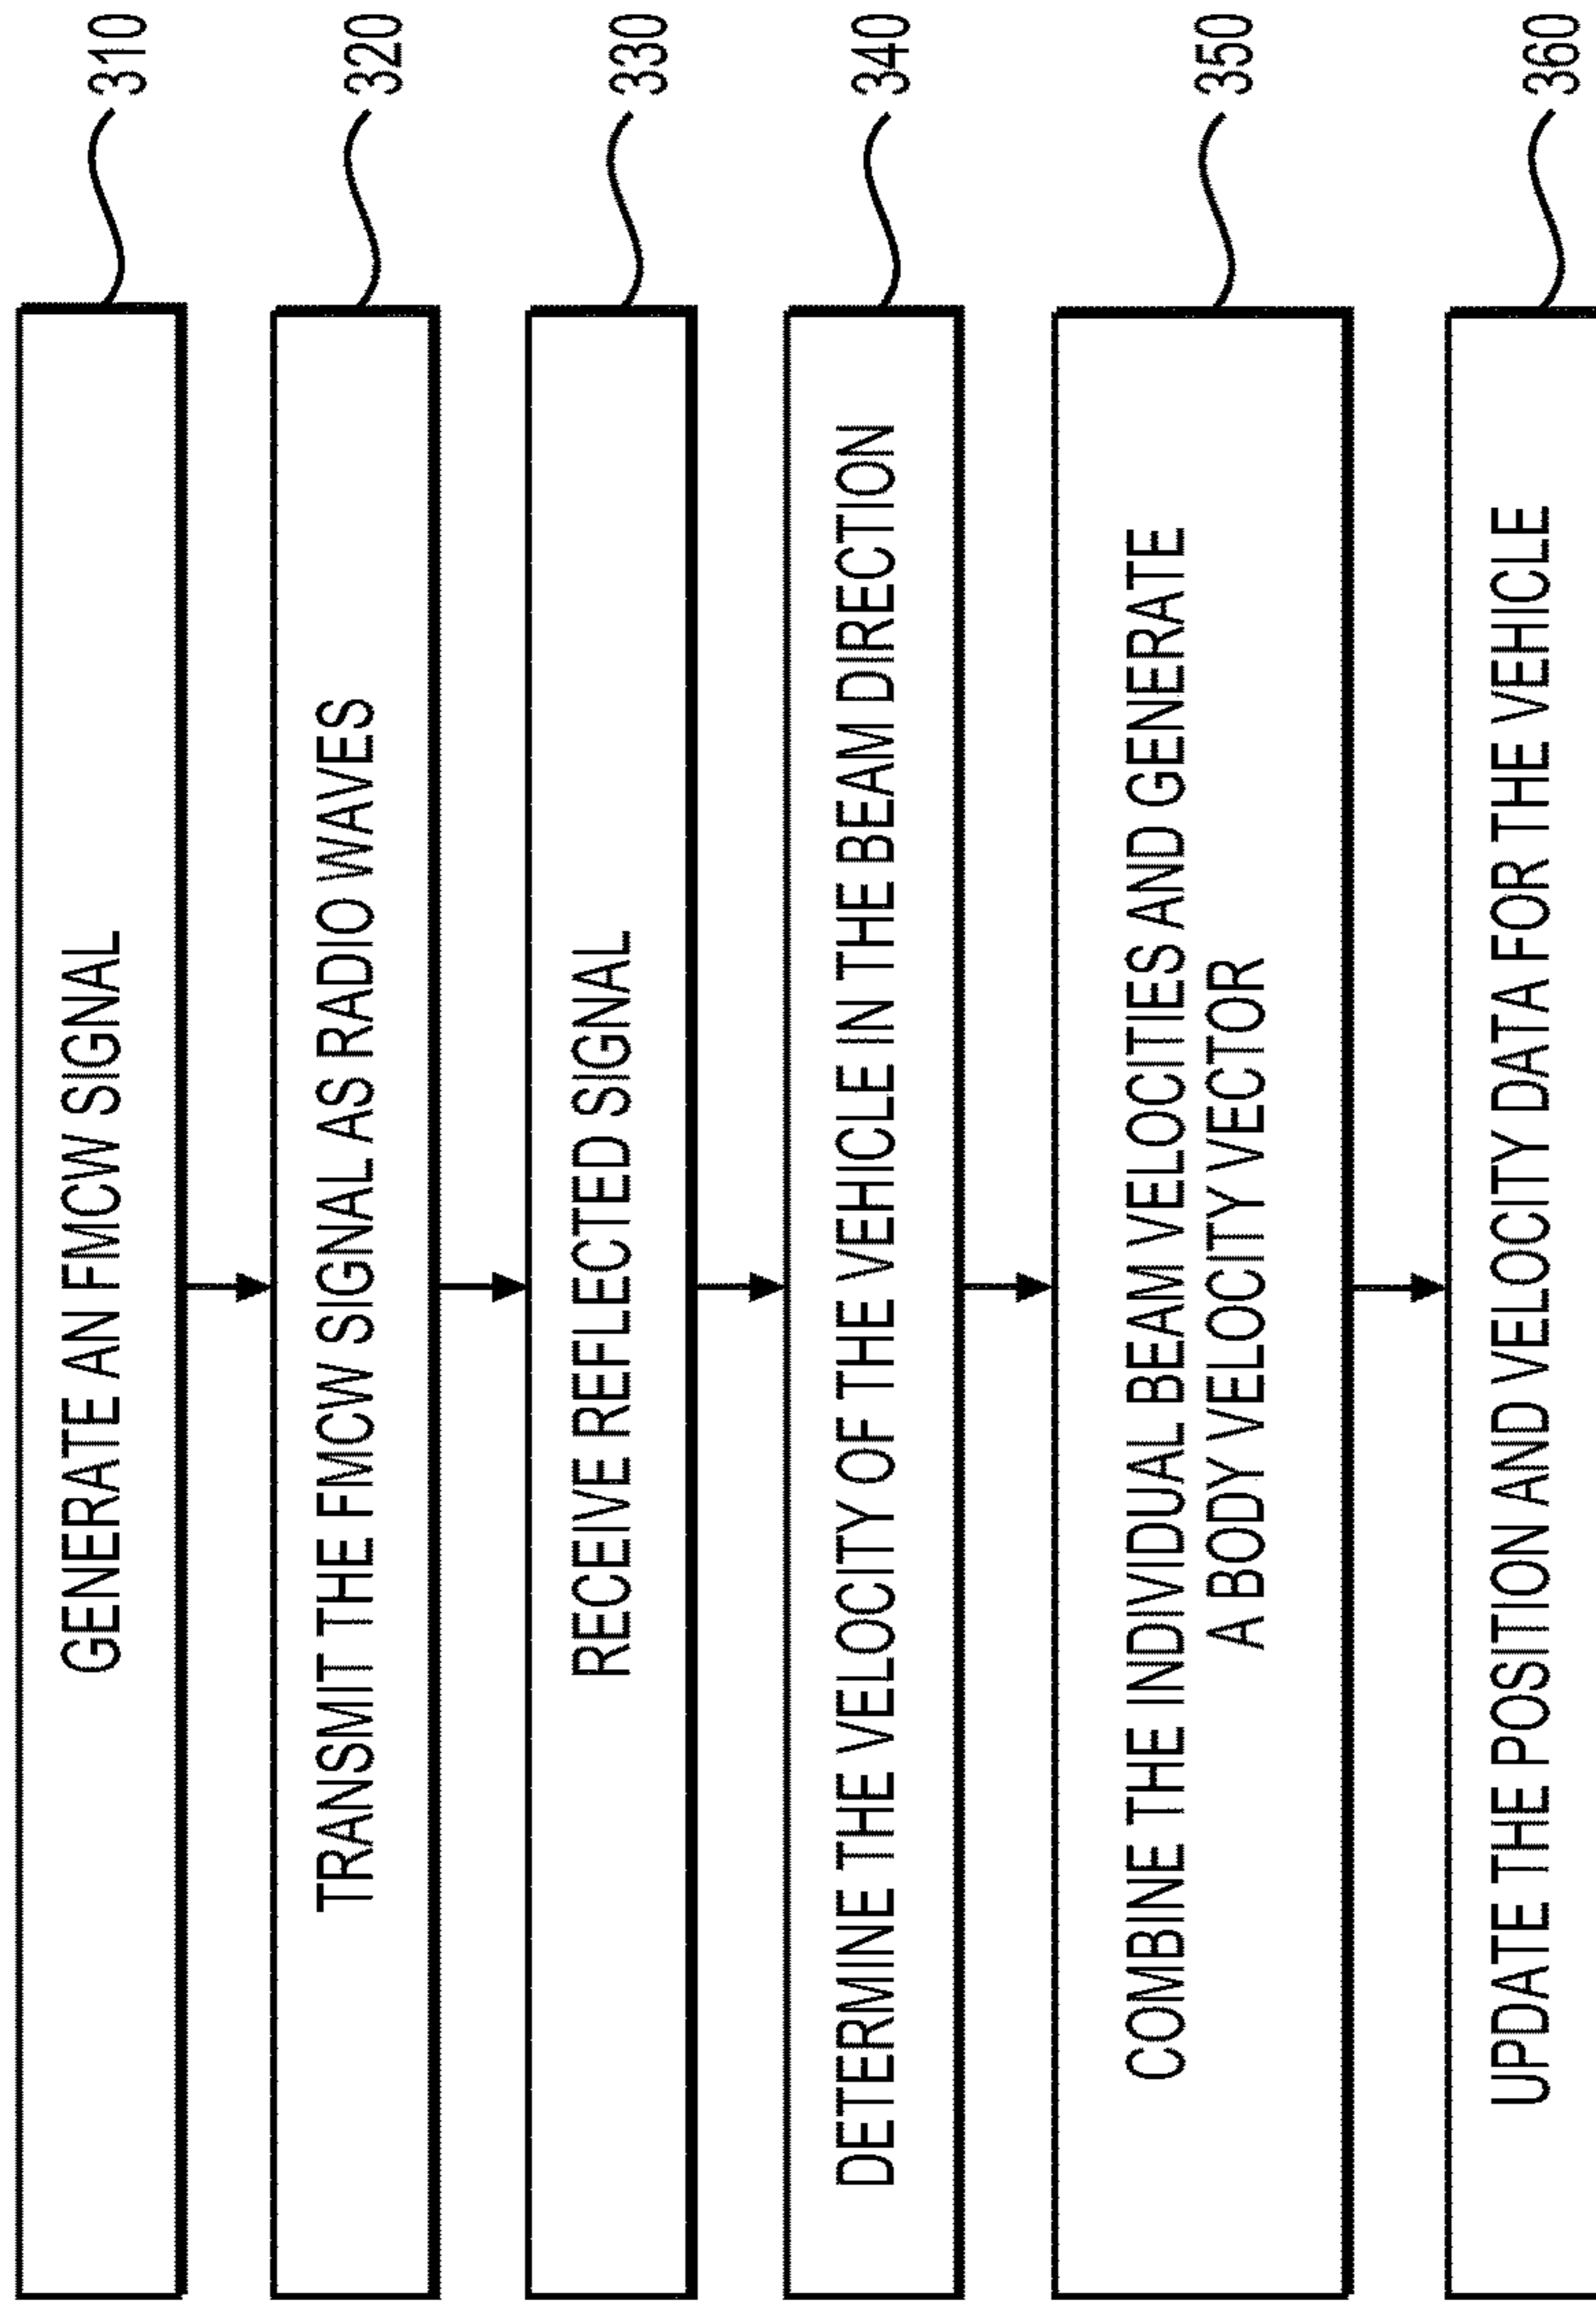 GENERATE AN FMCW SIGNAL
310
TRANSMIT THE FMCW SIGNAL AS RADIO WAVES
320
RECEIVE REFLECTED SIGNAL
330
DETERMINE THE VELOCITY OF THE VEHICLE IN THE BEAM DIRECTION
340
COMBINE THE INDIVIDUAL BEAM VELOCITIES AND GENERATE
A BODY VELOCITY VECTOR
350
UPDATE THE POSITION AND VELOCITY DATA FOR THE VEHICLE
360